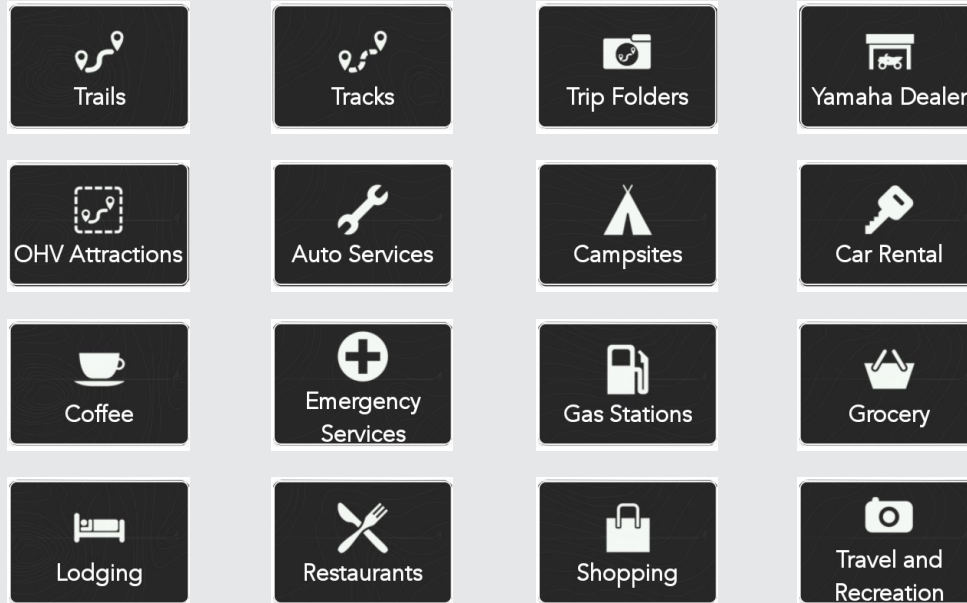 Trails
Tracks
Trip Folders
Yamaha Dealer
OHV Attractions
Auto Services
Campsites
Car Rental
Coffee
Emergency
Services
Gas Stations
Grocery
Lodging
Restaurants
Shopping
Travel and
Recreation